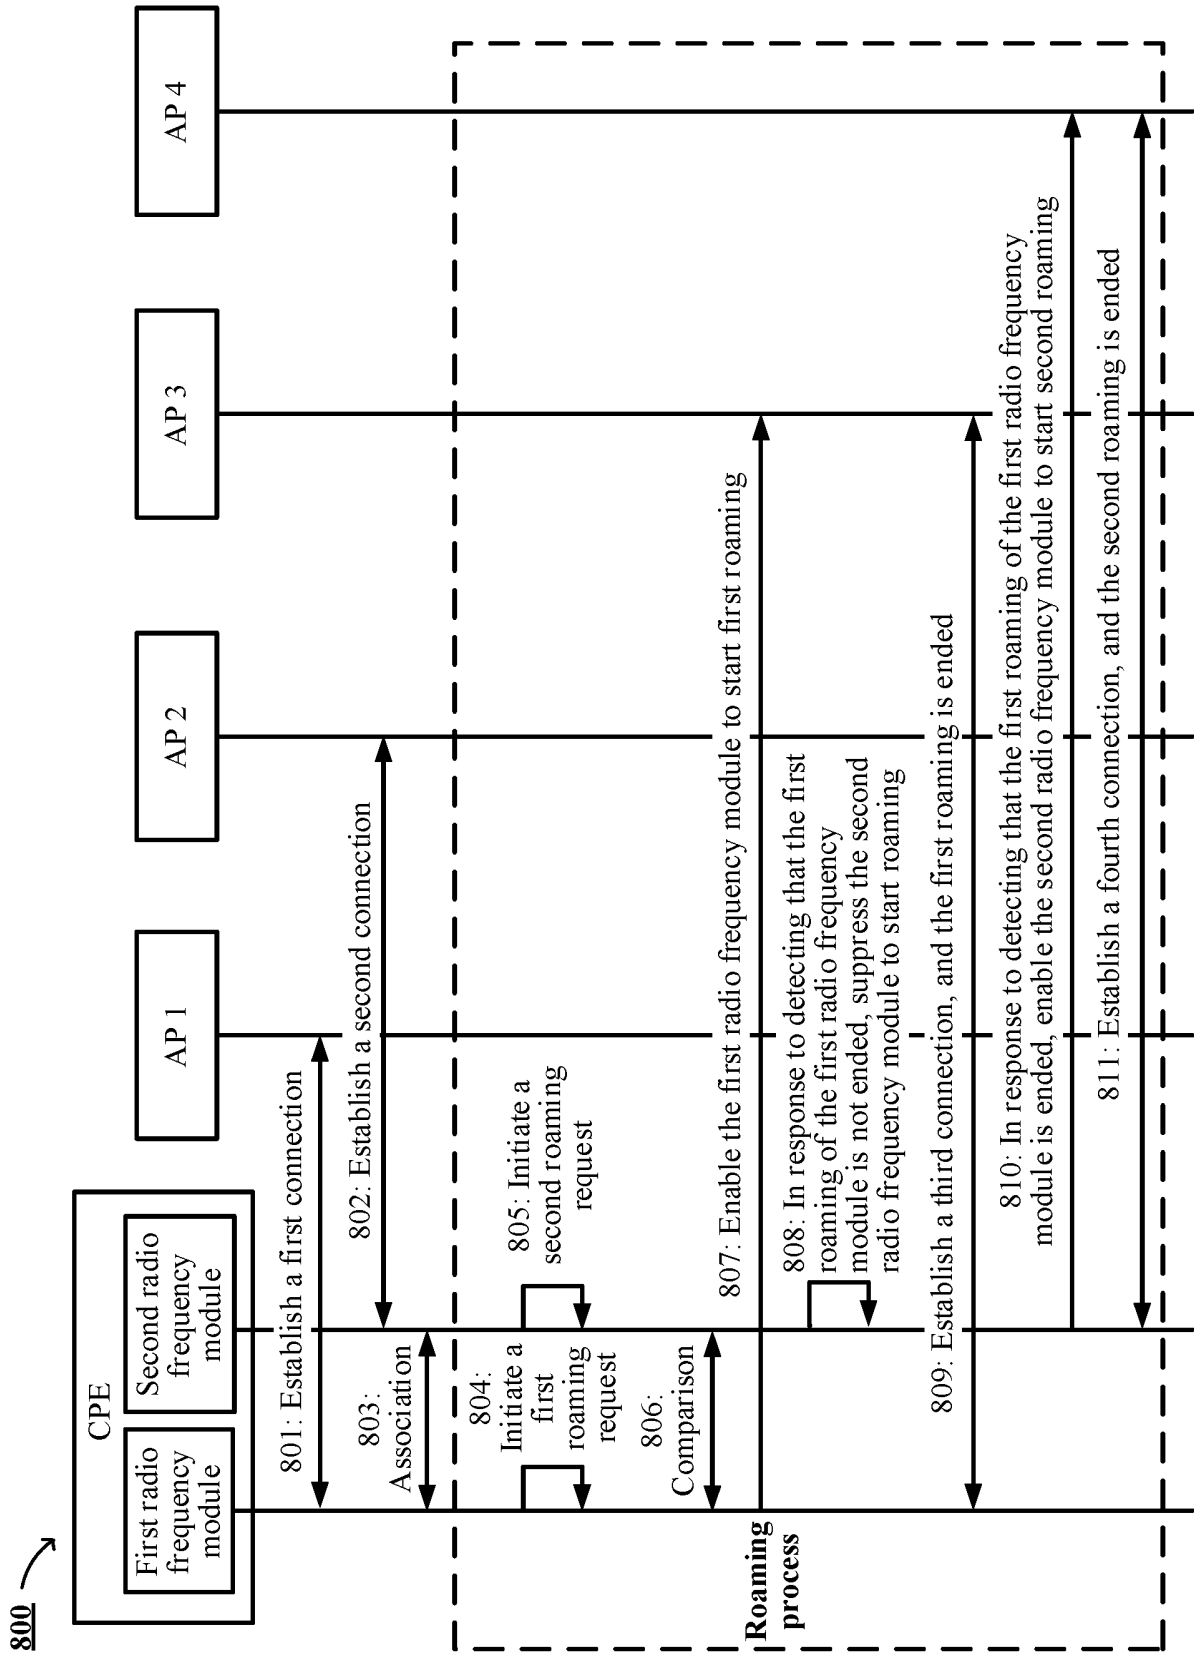 800
CPE
First radio
frequency
module
Second radio
frequency
module
AP 1
AP 2
AP 3
AP 4
801: Establish a first connection
802: Establish a second connection
803:
Association
Roaming
process
804:
Initiate a
first
roaming
request
805: Initiate a
second roaming
request
806:
Comparison
807: Enable the first radio frequency module to start first roaming
808: In response to detecting that the first
roaming of the first radio frequency
module is not ended, suppress the second
radio frequency module to start roaming
809: Establish a third connection, and the first roaming is ended
810: In response to detecting that the first roaming of the first radio frequency
module is ended, enable the second radio frequency module to start second roaming
811: Establish a fourth connection, and the second roaming is ended